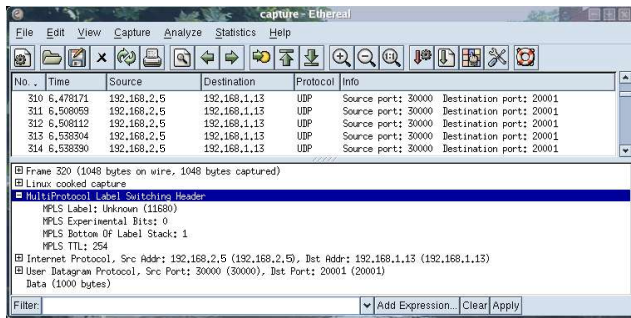 capture - Ethereal
File Edit View Capture Analyze Statistics Help
No. . Time Source Destination Protocol Info
310 6.478171 192.168.2.5 192.168.1.13 UDP Source port: 30000 Destination port: 20001
311 6.508059 192.168.2.5 192.168.1.13 UDP Source port: 30000 Destination port: 20001
312 6.508112 192.168.2.5 192.168.1.13 UDP Source port: 30000 Destination port: 20001
313 6.538304 192.168.2.5 192.168.1.13 UDP Source port: 30000 Destination port: 20001
314 6.538390 192.168.2.5 192.168.1.13 UDP Source port: 30000 Destination port: 20001
Frame 320 (1048 bytes on wire, 1048 bytes captured)
Linux cooked capture
MultiProtocol Label Switching Header
MPLS Label: Unknown (11680)
MPLS Experimental Bits: 0
MPLS Bottom Of Label Stack: 1
MPLS TTL: 254
Internet Protocol, Src Addr: 192.168.2.5 (192.168.2.5), Dst Addr: 192.168.1.13 (192.168.1.13)
User Datagram Protocol, Src Port: 30000 (30000), Dst Port: 20001 (20001)
Data (1000 bytes)
Filter: Add Expression... Clear Apply